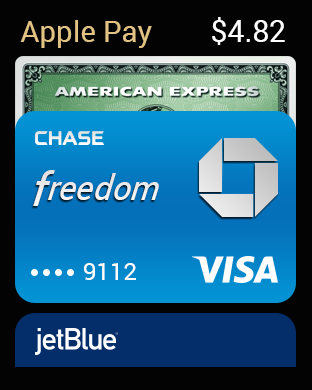 Apple Pay $4.82
AMERICAN EXPRESS
CHASE
freedom
•••• 9112
VISA
jetBlue